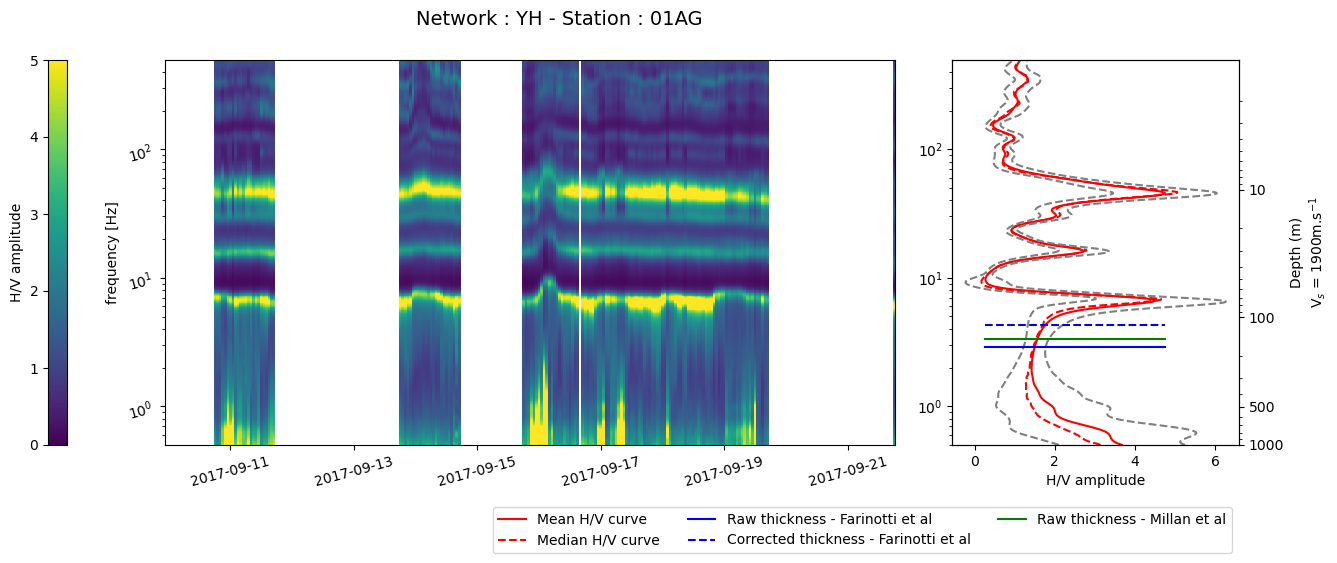 Network : YH - Station : 01AG
5
4
3
2
1
0
H/V amplitude
frequency [Hz]
10²
10¹
10⁰
2017-09-11
2017-09-13
2017-09-15
2017-09-17
2017-09-19
2017-09-21
10²
10¹
10⁰
0
2
4
6
H/V amplitude
10
100
500
1000
Depth (m)
Vₛ = 1900m.s⁻¹
Mean H/V curve
Median H/V curve
Raw thickness - Farinotti et al
Corrected thickness - Farinotti et al
Raw thickness - Millan et al